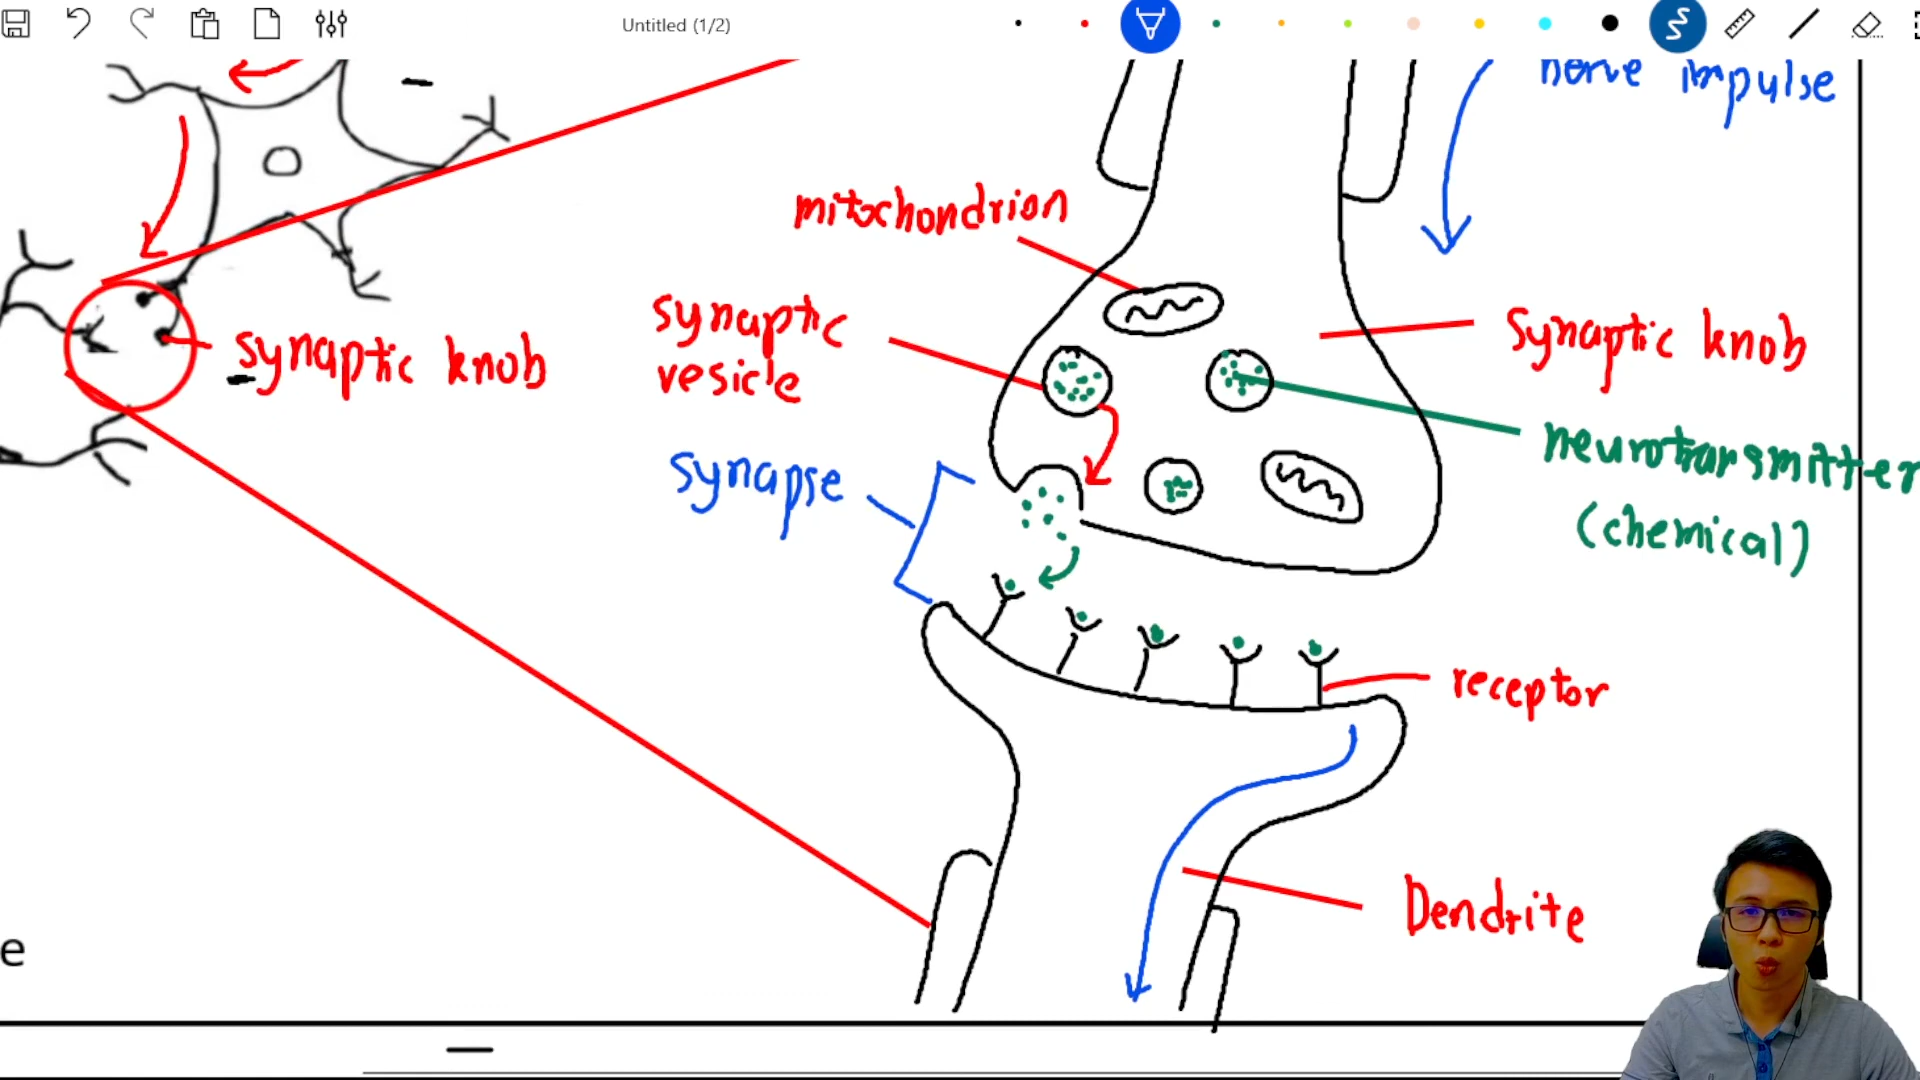 Untitled (1/2)
nerve impulse
mitochondrion
synaptic
vesicle
synaptic knob
synaptic knob
neurotransmitter
(chemical)
synapse
receptor
Dendrite
e